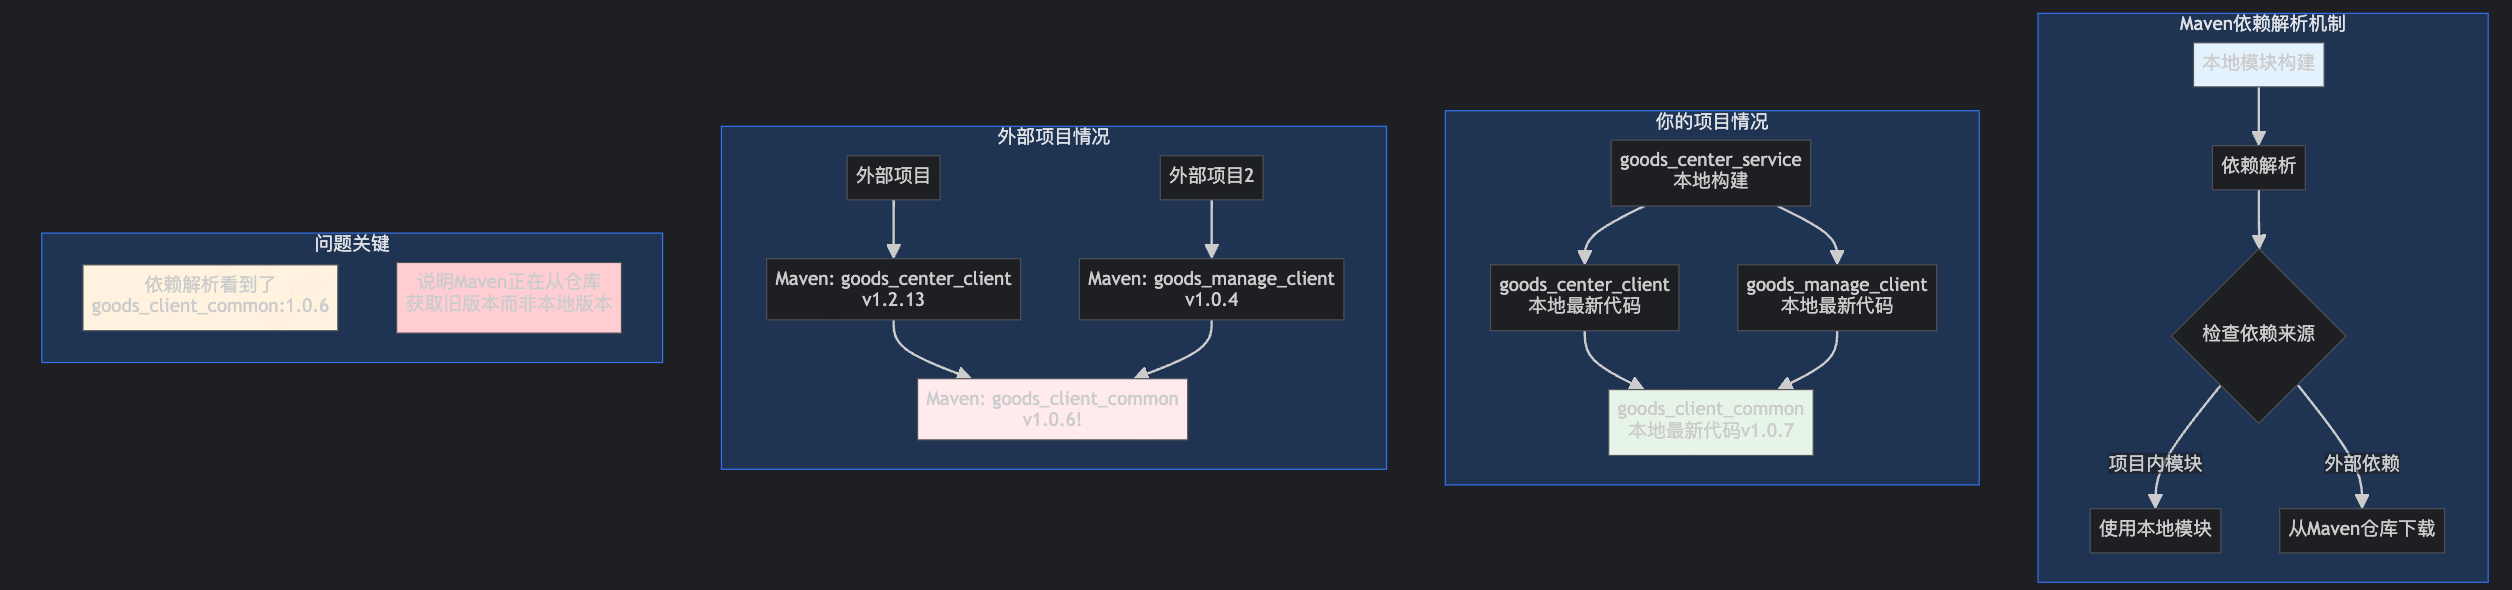 问题关键
依赖解析看到了
goods_client_common:1.0.6
说明Maven正在从仓库
获取旧版本而非本地版本
外部项目情况
外部项目
外部项目2
Maven: goods_center_client
v1.2.13
Maven: goods_manage_client
v1.0.4
Maven: goods_client_common
v1.0.6!
你的项目情况
goods_center_service
本地构建
goods_center_client
本地最新代码
goods_manage_client
本地最新代码
goods_client_common
本地最新代码v1.0.7
Maven依赖解析机制
本地模块构建
依赖解析
检查依赖来源
项目内模块
外部依赖
使用本地模块
从Maven仓库下载